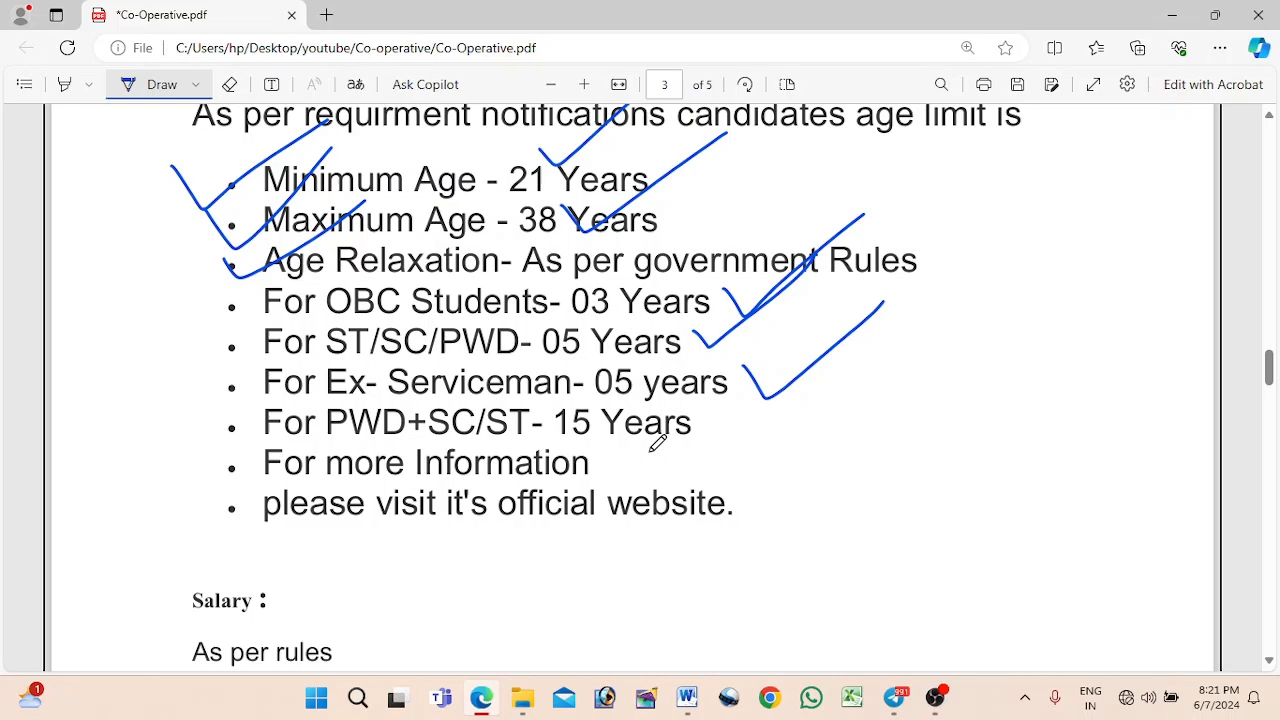 *Co-Operative.pdf
File
C:/Users/hp/Desktop/youtube/Co-operative/Co-Operative.pdf
Draw
Ask Copilot
3 of 5
Edit with Acrobat
As per requirment notifications candidates age limit is
Minimum Age - 21 Years
Maximum Age - 38 Years
Age Relaxation- As per government Rules
For OBC Students- 03 Years
For ST/SC/PWD- 05 Years
For Ex- Serviceman- 05 years
For PWD+SC/ST- 15 Years
For more Information
please visit it's official website.
Salary :
As per rules
1
991
ENG
IN
8:21 PM
6/7/2024